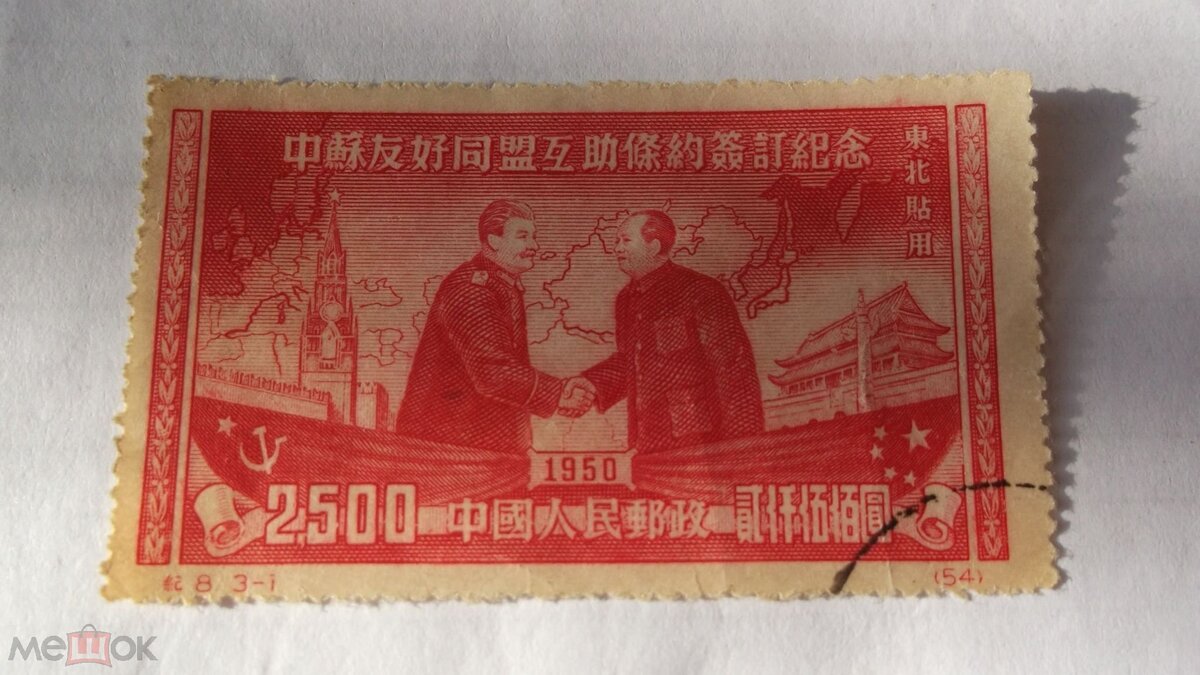 中蘇友好同盟互助條約簽訂紀念
東北貼用
1950
2,500 中國人民郵政 貳仟伍佰圓
紀 8 3-1 (54)
мешок